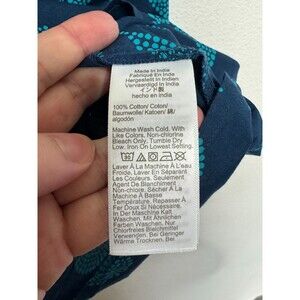 Made In India
Fabriqué En Inde
Hergestellt in Indien
Vervaardigd in India
インド製
hecho en india
100% Cotton/ Coton/
Baumwolle/ Katoen/ 綿/
algodón
Machine Wash Cold, With
Like Colors, Non-chlorine
Bleach Only, Tumble Dry
Low, Iron On Lowest Setting.
Laver À La Machine À L'eau
Froide, Laver En Séparant
Les Couleurs, Agent De
Blanchiment À La Machine
Non-chloré, Sécher À La
Machine À Basse
Température, Repasser À
Fer Doux Si Nécessaire.
In Der Maschine Kalt
Waschen, Mit Ähnlichen
Farben Waschen, Nur
Chlorfreies Bleichmittel
Verwenden, Bei Geringer
Wärme Trocknen, Bei